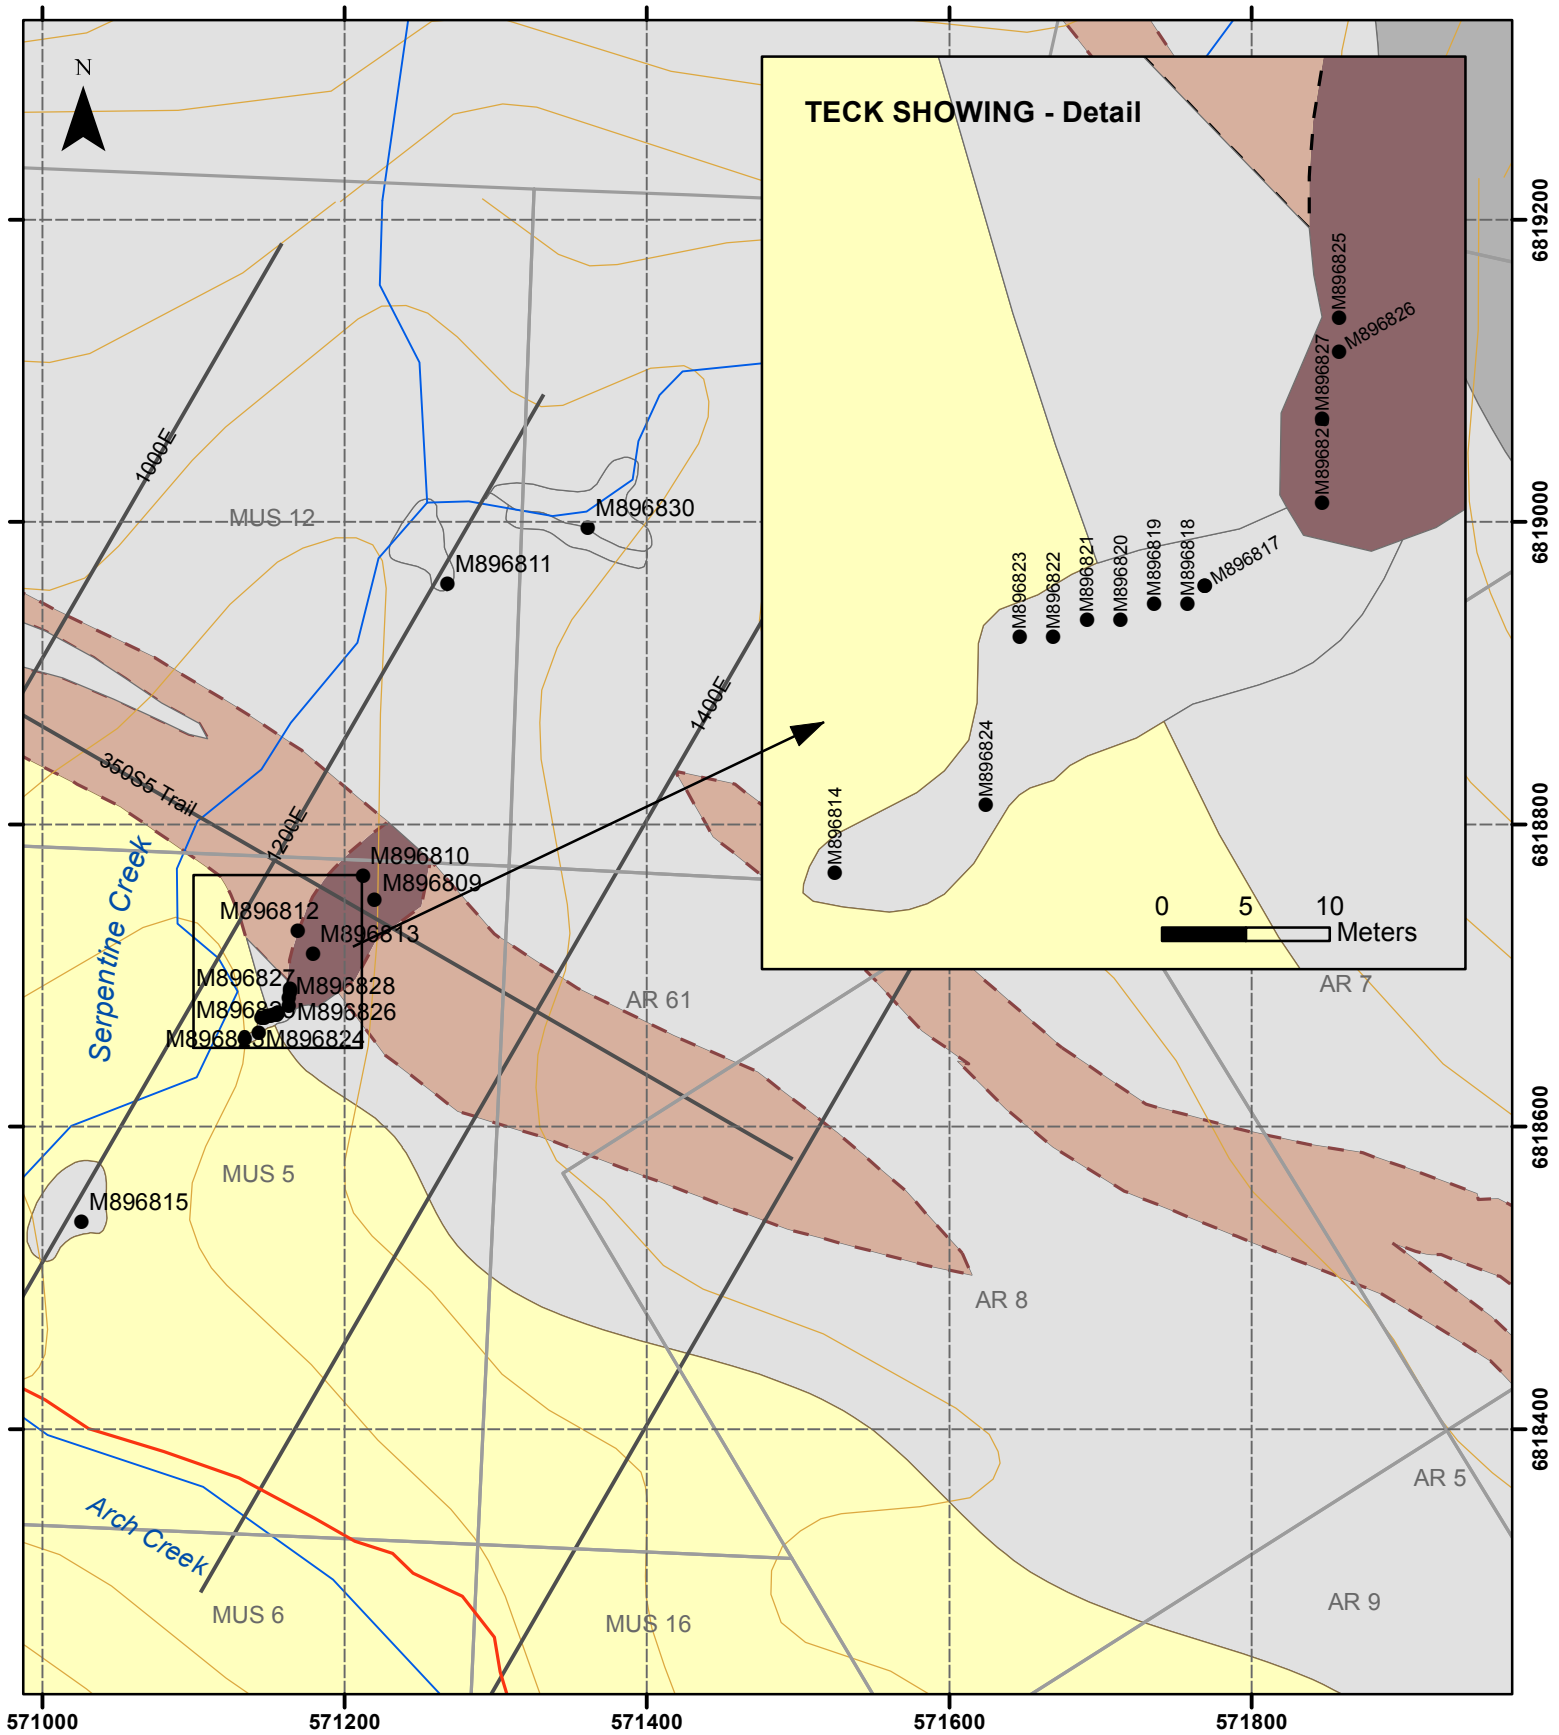 N
TECK SHOWING - Detail
6819200
M896825
M896826
M896827
M896828
1000E
MUS 12
M896830
6819000
M896811
M896823
M896822
M896821
M896820
M896819
M896818
M896817
1400E
350S5 Trail
1200E
M896824
M896814
6818800
Serpentine Creek
M896810
M896809
M896812
M896813
0 5 10
Meters
M896827
M896828
M896826
M896824
AR 61
AR 7
6818600
MUS 5
M896815
AR 8
6818400
AR 5
Arch Creek
MUS 6
MUS 16
AR 9
571000 571200 571400 571600 571800